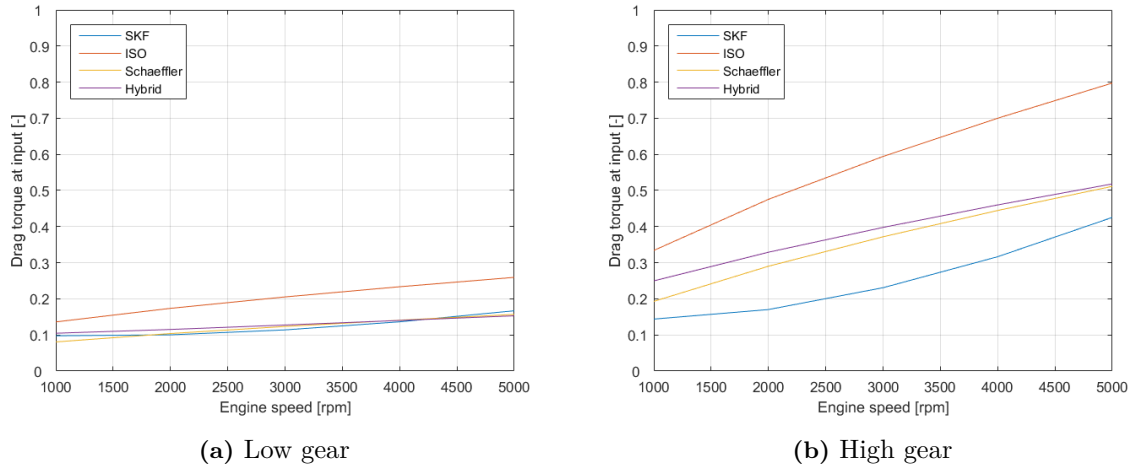 1
0.9
0.8
0.7
0.6
0.5
0.4
0.3
0.2
0.1
0
Drag torque at input [-]
SKF
ISO
Schaeffler
Hybrid
1000 1500 2000 2500 3000 3500 4000 4500 5000
Engine speed [rpm]
(a) Low gear
1
0.9
0.8
0.7
0.6
0.5
0.4
0.3
0.2
0.1
0
Drag torque at input [-]
SKF
ISO
Schaeffler
Hybrid
1000 1500 2000 2500 3000 3500 4000 4500 5000
Engine speed [rpm]
(b) High gear